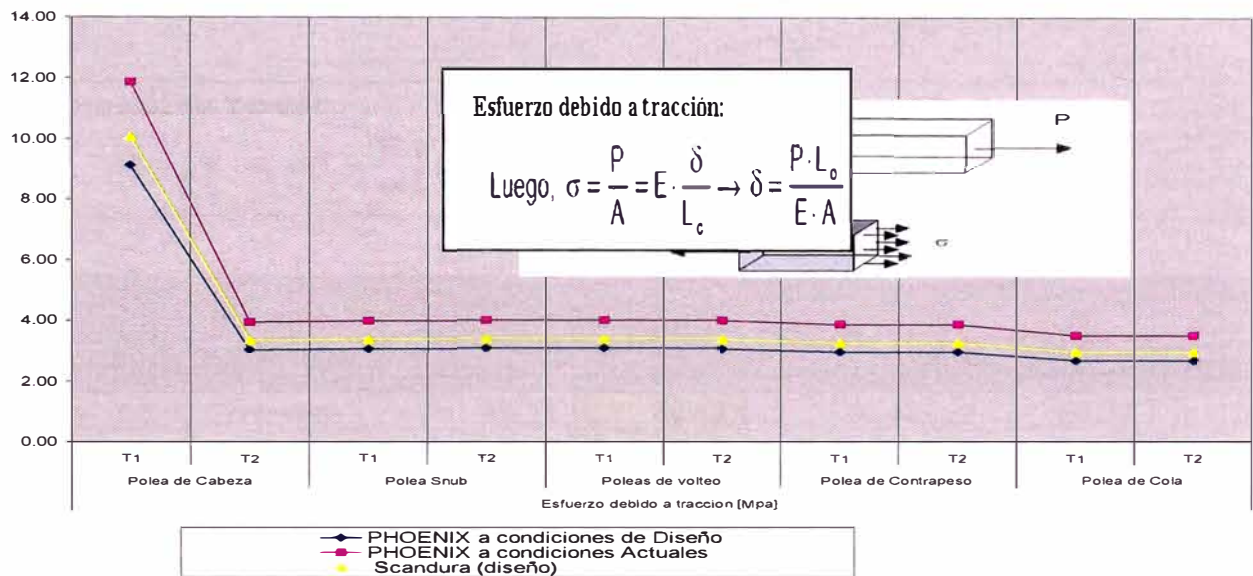 14.00
12.00
10.00
8.00
6.00
4.00
2.00
0.00
Esfuerzo debido a tracción:
Luego, σ = P/A = E · δ/Lc → δ = P·Lo/E·A
P
σ
T1 T2 T1 T2 T1 T2 T1 T2 T1 T2
Polea de Cabeza Polea Snub Poleas de volteo Polea de Contrapeso Polea de Cola
Esfuerzo debido a traccion [Mpa]
PHOENIX a condiciones de Diseño
PHOENIX a condiciones Actuales
Scandura (diseño)